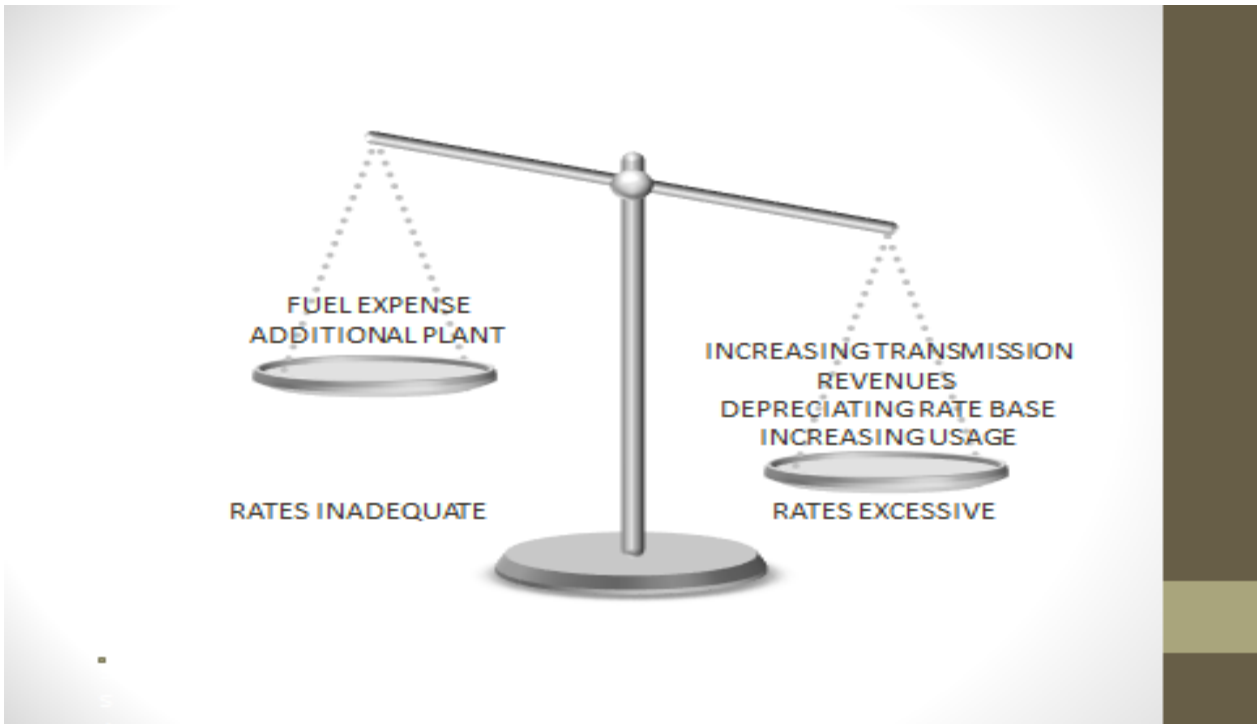 FUEL EXPENSE
ADDITIONAL PLANT
INCREASING TRANSMISSION
REVENUES
DEPRECIATING RATE BASE
INCREASING USAGE
RATES INADEQUATE
RATES EXCESSIVE